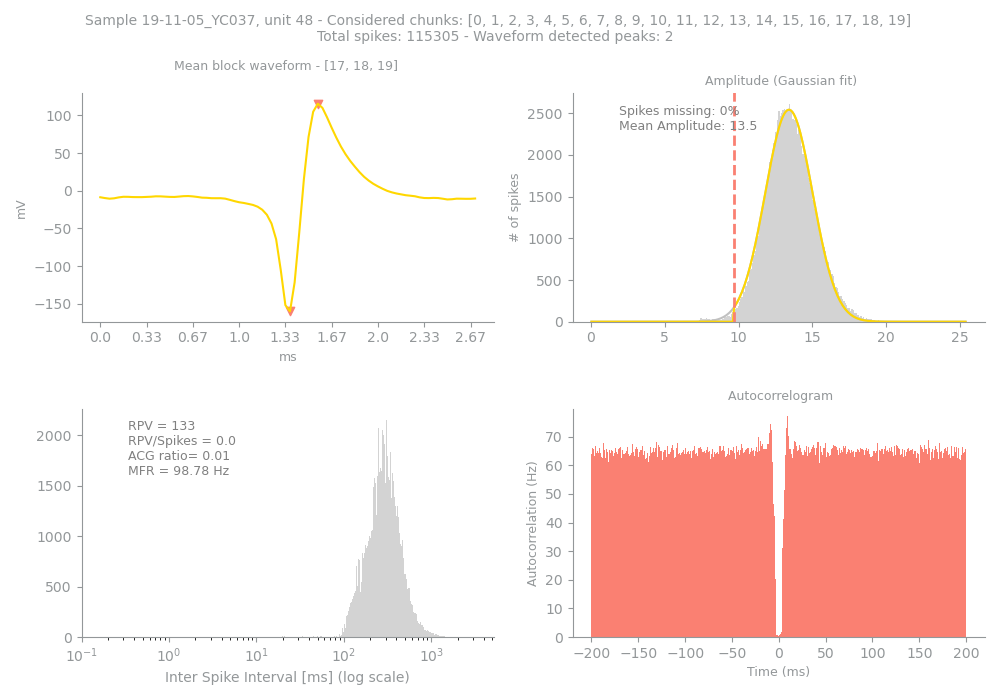 Sample 19-11-05_YC037, unit 48 - Considered chunks: [0, 1, 2, 3, 4, 5, 6, 7, 8, 9, 10, 11, 12, 13, 14, 15, 16, 17, 18, 19]
Total spikes: 115305 - Waveform detected peaks: 2
Mean block waveform - [17, 18, 19]
100
50
0
−50
−100
−150
mV
0.0 0.33 0.67 1.0 1.33 1.67 2.0 2.33 2.67
ms
Amplitude (Gaussian fit)
Spikes missing: 0%
Mean Amplitude: 13.5
2500
2000
1500
1000
500
0
# of spikes
0 5 10 15 20 25
RPV = 133
RPV/Spikes = 0.0
ACG ratio= 0.01
MFR = 98.78 Hz
2000
1500
1000
500
0
10⁻¹ 10⁰ 10¹ 10² 10³
Inter Spike Interval [ms] (log scale)
Autocorrelogram
70
60
50
40
30
20
10
0
Autocorrelation (Hz)
−200 −150 −100 −50 0 50 100 150 200
Time (ms)